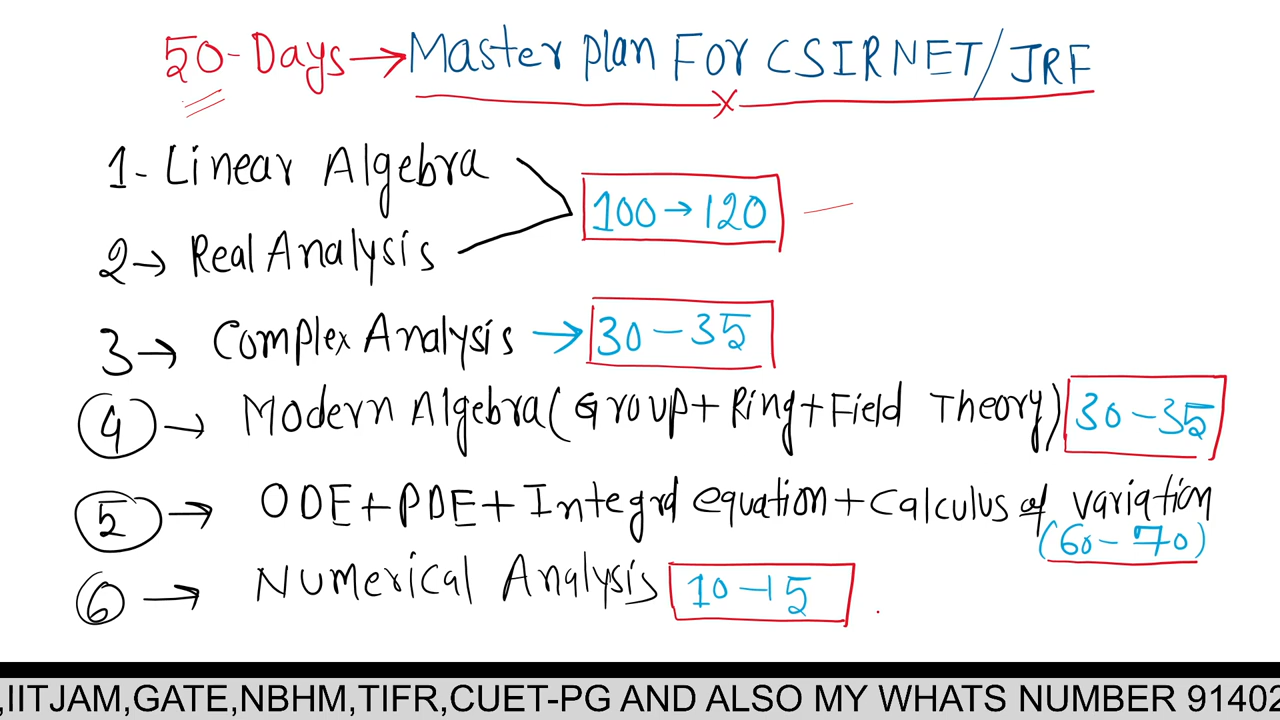 50-Days→Master plan For CSIRNET/JRF
1- Linear Algebra
100→120
2→ Real Analysis
3→ Complex Analysis → 30-35
4→ Modern Algebra(Group+Ring+Field Theory) 30-35
5→ ODE+PDE+Integral equation+Calculus of variation
(60-70)
6→ Numerical Analysis 10-15
,IITJAM,GATE,NBHM,TIFR,CUET-PG AND ALSO MY WHATS NUMBER 91402